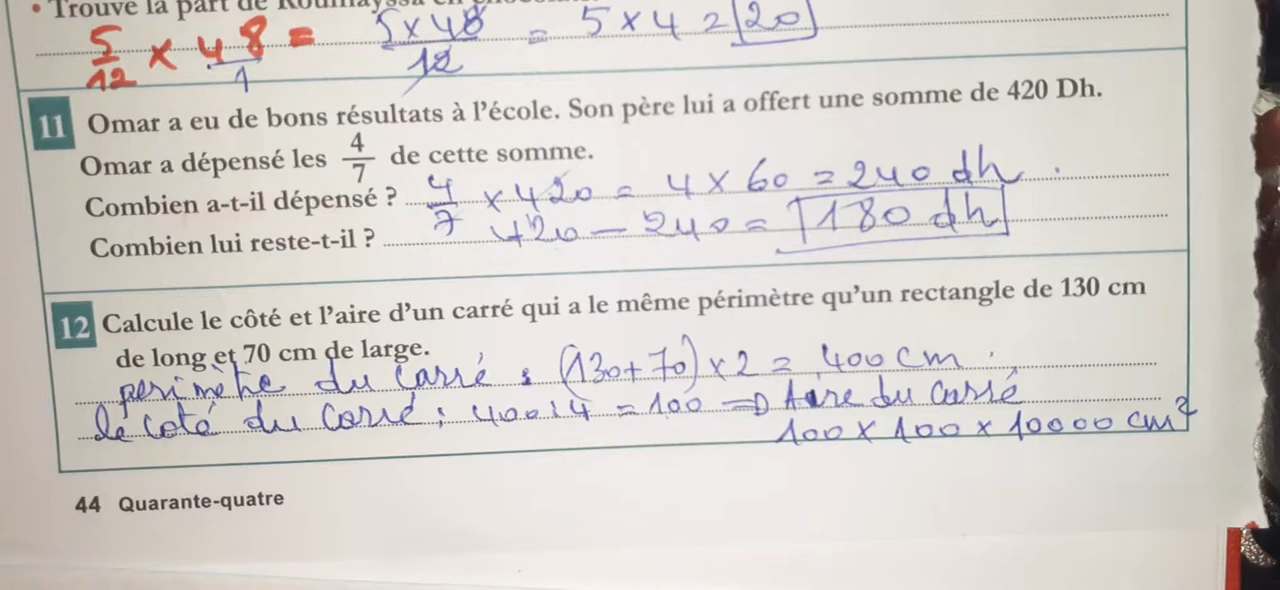 • Trouve la part de
5/12 × 48/1 = 5 × 48/12 = 5 × 4 = 20
11 Omar a eu de bons résultats à l'école. Son père lui a offert une somme de 420 Dh.
Omar a dépensé les 4/7 de cette somme.
Combien a-t-il dépensé ? 4/7 × 420 = 4 × 60 = 240 dh
Combien lui reste-t-il ? 420 - 240 = 180 dh
12 Calcule le côté et l'aire d'un carré qui a le même périmètre qu'un rectangle de 130 cm
de long et 70 cm de large.
perimètre du carré : (130+70) × 2 = 400 cm.
le coté du carré : 400 : 4 = 100 => Aire du carré
100 × 100 × 10000 cm²
44 Quarante-quatre